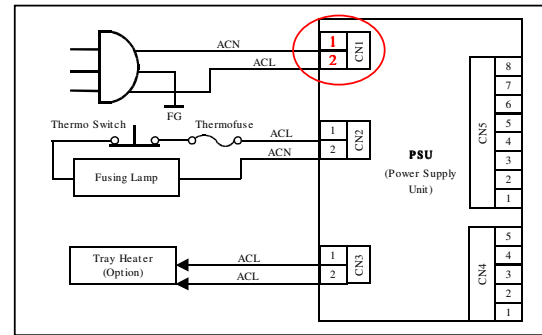 ACN
1
CN1
ACL
2
FG
8
7
6
5
4
3
2
1
CN5
Thermo Switch
Thermofuse
ACL
1
CN2
ACN
2
Fusing Lamp
PSU
(Power Supply
Unit)
Tray Heater
(Option)
ACL
1
CN3
ACL
2
5
4
3
2
1
CN4